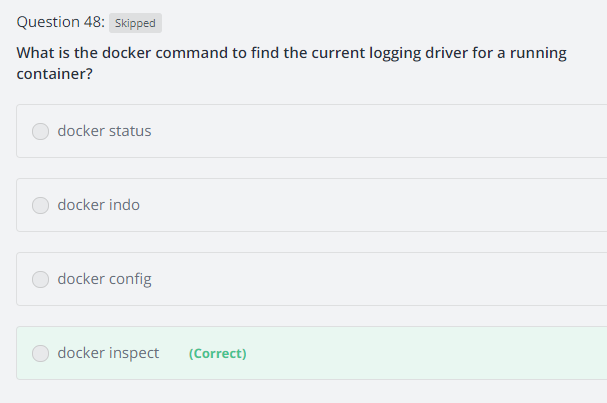 Question 48: Skipped
What is the docker command to find the current logging driver for a running
container?
docker status
docker indo
docker config
docker inspect (Correct)